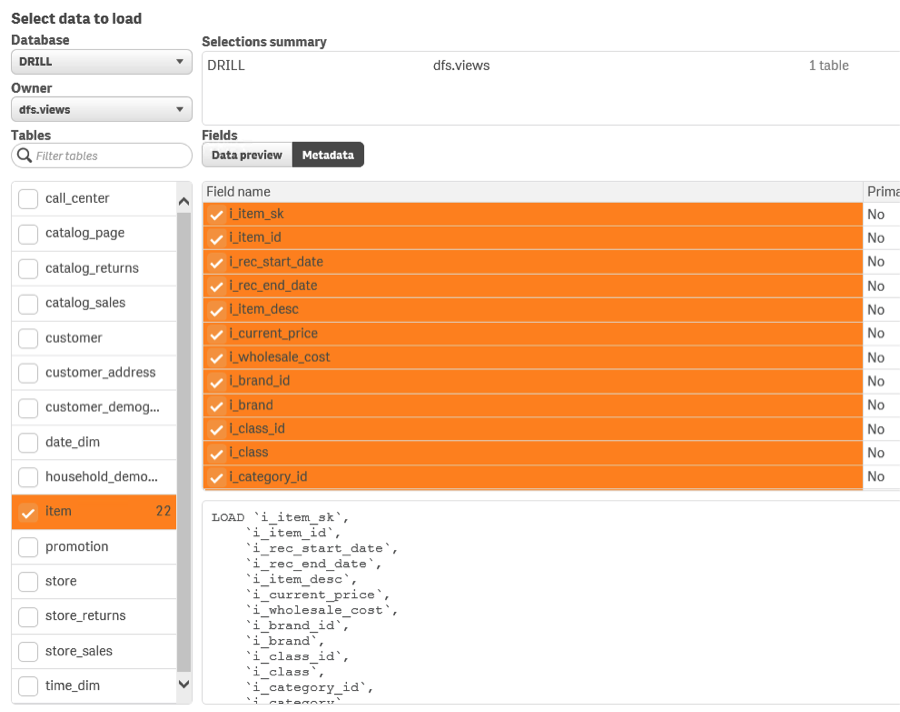 Select data to load
Database
DRILL
Owner
dfs.views
Tables
Filter tables
call_center
catalog_page
catalog_returns
catalog_sales
customer
customer_address
customer_demog...
date_dim
household_demo...
item 22
promotion
store
store_returns
store_sales
time_dim
Selections summary
DRILL dfs.views 1 table
Fields
Data preview Metadata
Field name Prima
i_item_sk No
i_item_id No
i_rec_start_date No
i_rec_end_date No
i_item_desc No
i_current_price No
i_wholesale_cost No
i_brand_id No
i_brand No
i_class_id No
i_class No
i_category_id No
LOAD `i_item_sk`,
`i_item_id`,
`i_rec_start_date`,
`i_rec_end_date`,
`i_item_desc`,
`i_current_price`,
`i_wholesale_cost`,
`i_brand_id`,
`i_brand`,
`i_class_id`,
`i_class`,
`i_category_id`,
`i_category`